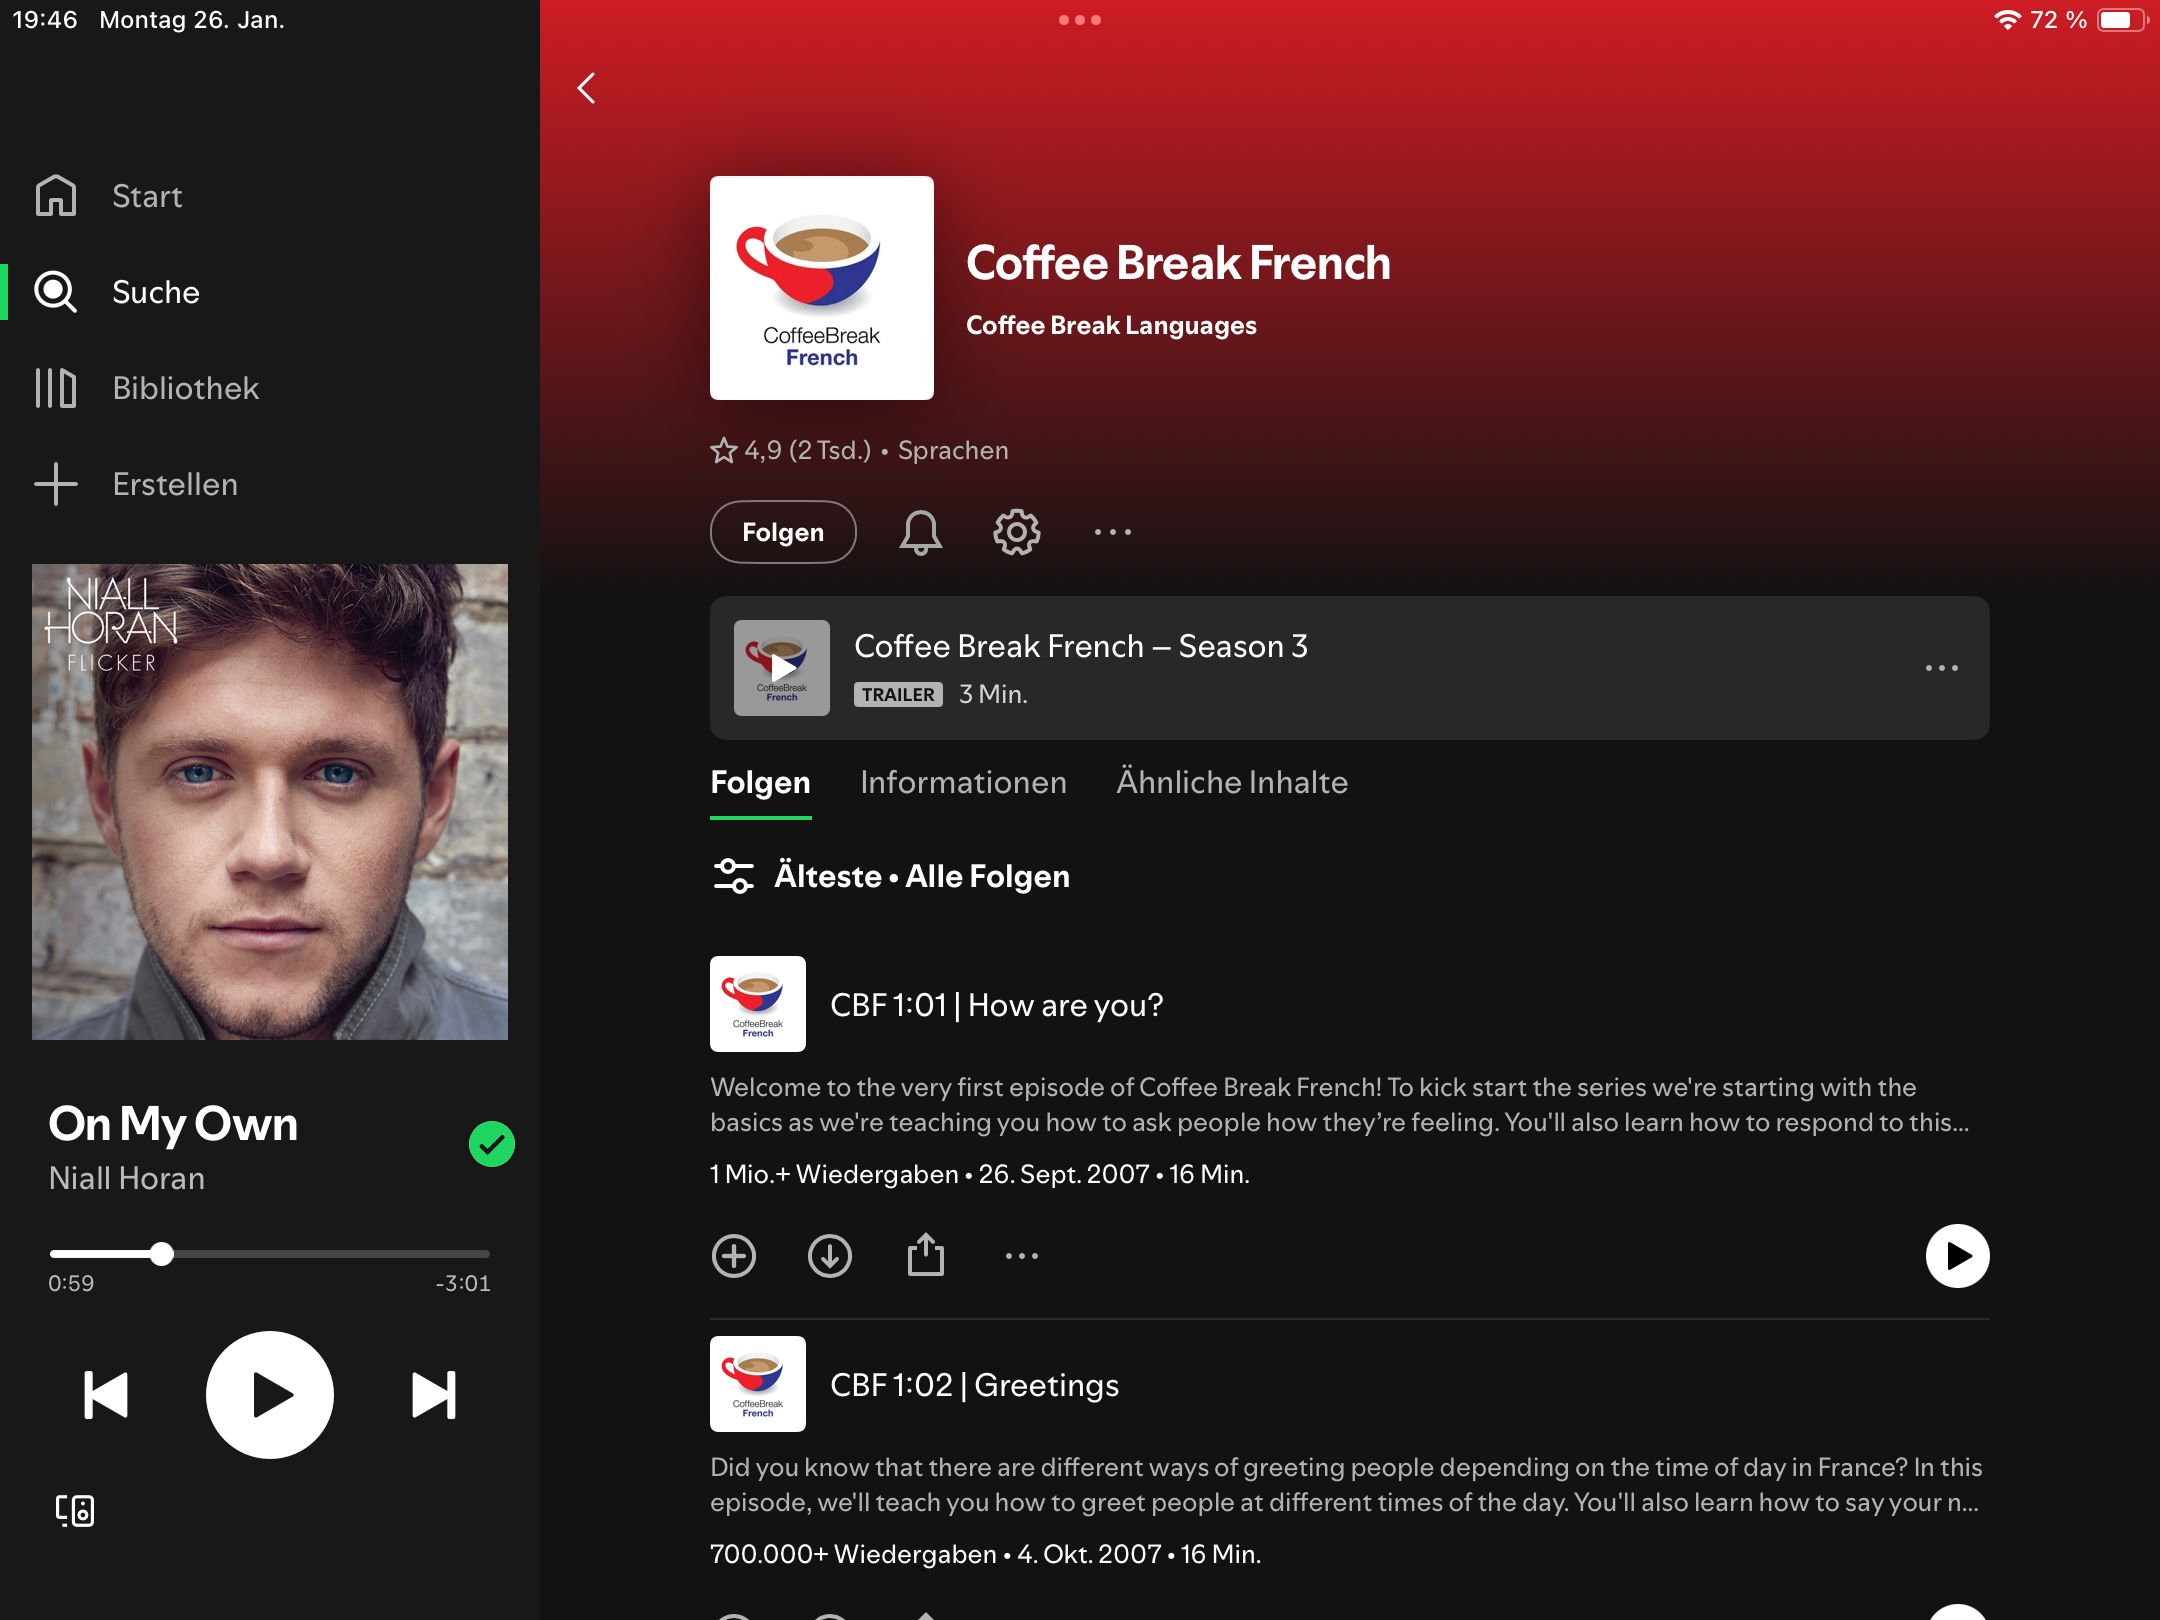 19:46 Montag 26. Jan.
72 %
Start
Suche
Bibliothek
Erstellen
NIALL
HORAN
FLICKER
On My Own
Niall Horan
0:59
-3:01
CoffeeBreak
French
Coffee Break French
Coffee Break Languages
4,9 (2 Tsd.) • Sprachen
Folgen
CoffeeBreak
French
Coffee Break French – Season 3
TRAILER 3 Min.
Folgen Informationen Ähnliche Inhalte
Älteste • Alle Folgen
CoffeeBreak
French
CBF 1:01 | How are you?
Welcome to the very first episode of Coffee Break French! To kick start the series we're starting with the
basics as we're teaching you how to ask people how they’re feeling. You'll also learn how to respond to this...
1 Mio.+ Wiedergaben • 26. Sept. 2007 • 16 Min.
CoffeeBreak
French
CBF 1:02 | Greetings
Did you know that there are different ways of greeting people depending on the time of day in France? In this
episode, we'll teach you how to greet people at different times of the day. You'll also learn how to say your n...
700.000+ Wiedergaben • 4. Okt. 2007 • 16 Min.